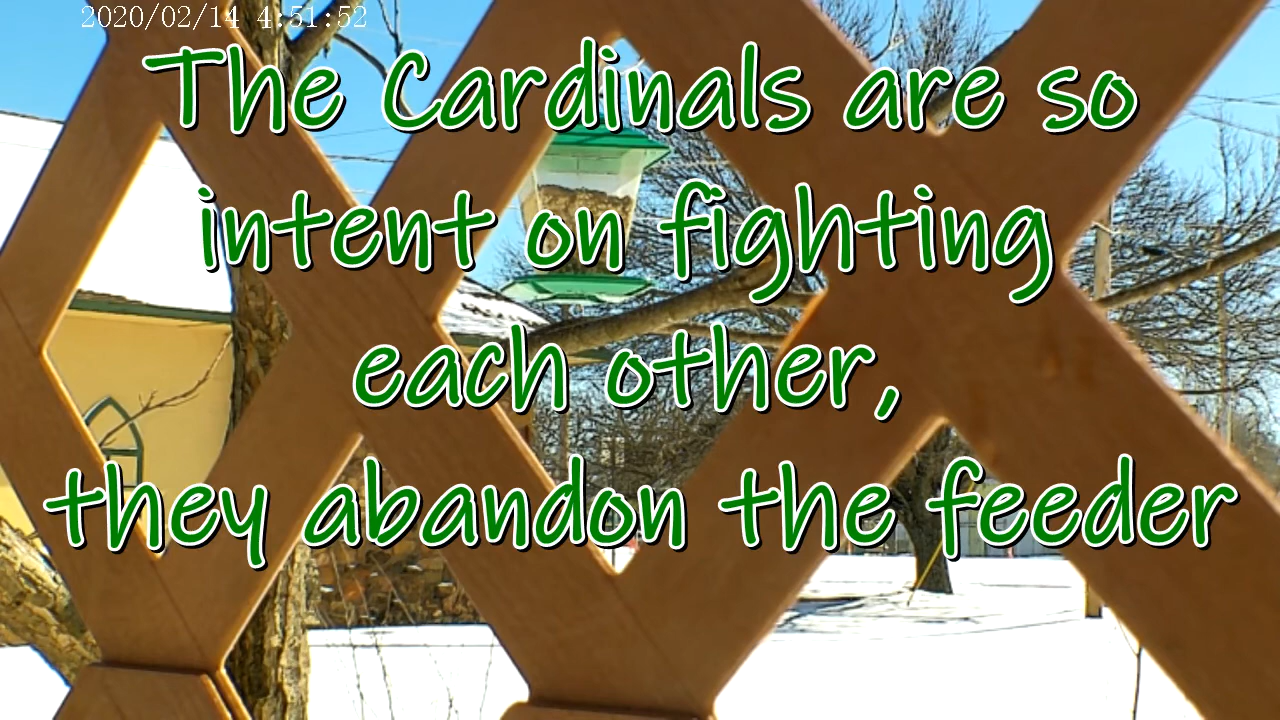 2020/02/14 4:51:52
The Cardinals are so
intent on fighting
each other,
they abandon the feeder